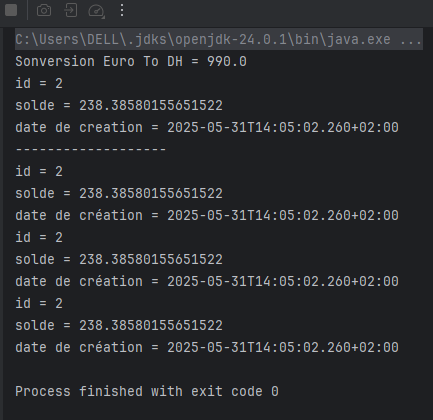 C:\Users\DELL\.jdks\openjdk-24.0.1\bin\java.exe ...
Sonversion Euro To DH = 990.0
id = 2
solde = 238.38580155651522
date de creation = 2025-05-31T14:05:02.260+02:00
-------------------
id = 2
solde = 238.38580155651522
date de création = 2025-05-31T14:05:02.260+02:00
id = 2
solde = 238.38580155651522
date de création = 2025-05-31T14:05:02.260+02:00
id = 2
solde = 238.38580155651522
date de création = 2025-05-31T14:05:02.260+02:00
Process finished with exit code 0